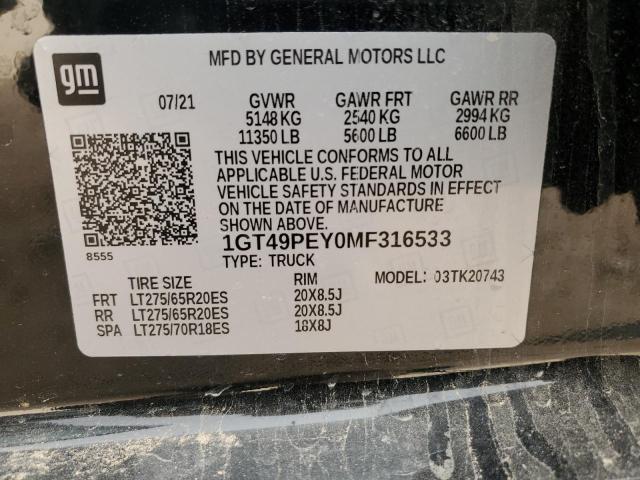 gm
MFD BY GENERAL MOTORS LLC
07/21 GVWR GAWR FRT GAWR RR
5148 KG 2540 KG 2994 KG
11350 LB 5600 LB 6600 LB
THIS VEHICLE CONFORMS TO ALL
APPLICABLE U.S. FEDERAL MOTOR
VEHICLE SAFETY STANDARDS IN EFFECT
ON THE DATE OF MANUFACTURE
SHOWN ABOVE.
8555
1GT49PEY0MF316533
TYPE: TRUCK
TIRE SIZE RIM MODEL: 03TK20743
FRT LT275/65R20ES 20X8.5J
RR LT275/65R20ES 20X8.5J
SPA LT275/70R18ES 18X8J